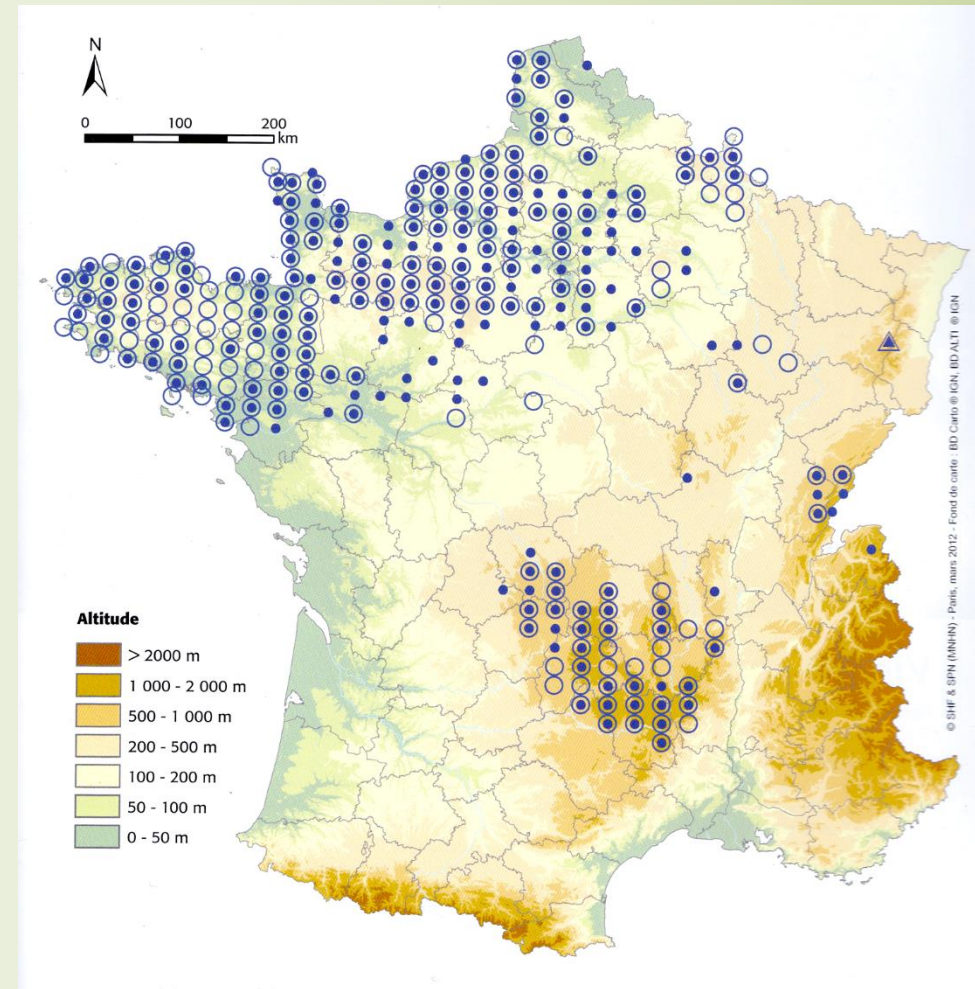 N
0 100 200
km
Altitude
> 2000 m
1 000 - 2 000 m
500 - 1 000 m
200 - 500 m
100 - 200 m
50 - 100 m
0 - 50 m
© SHF & SPN (MNHN) - Paris, mars 2012 - Fond de carte : BD Carto ® IGN, BD ALTI ® IGN